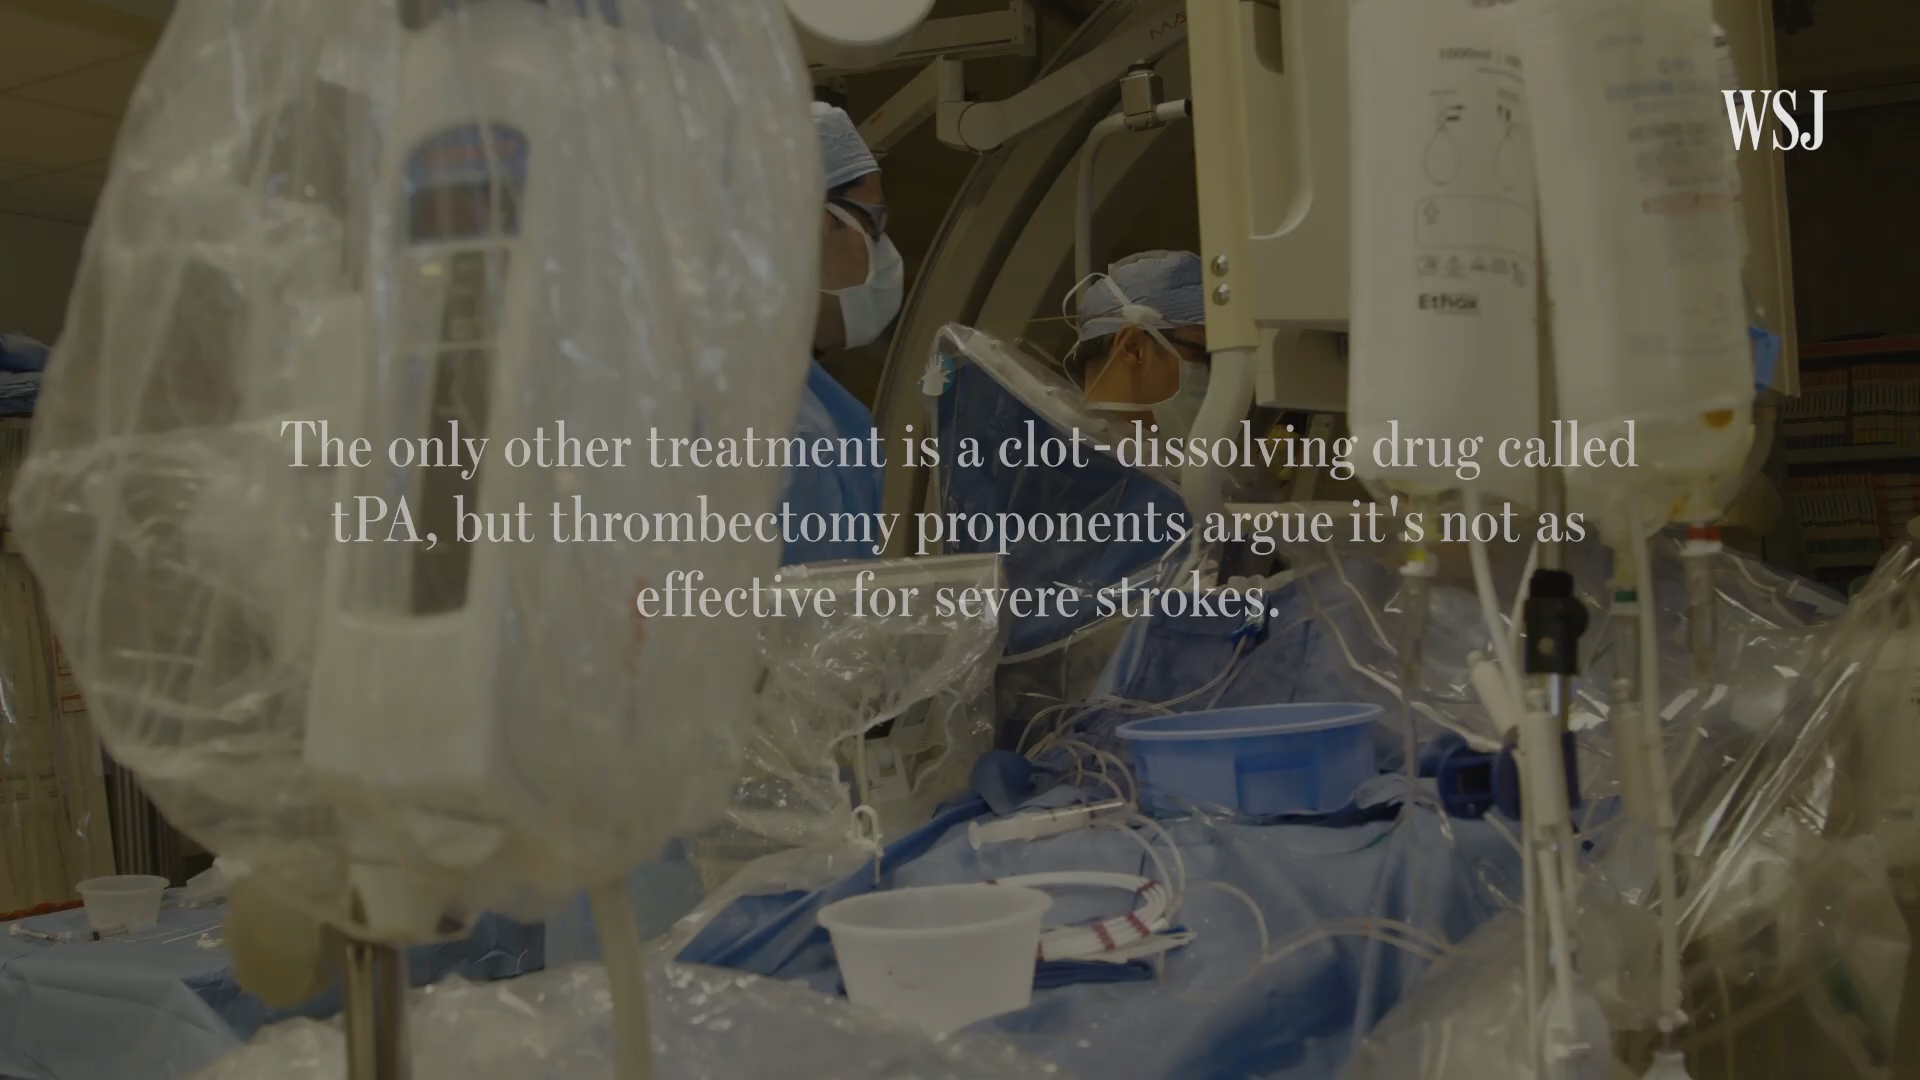 WSJ
1000ml
Ethox
The only other treatment is a clot-dissolving drug called
tPA, but thrombectomy proponents argue it's not as
effective for severe strokes.